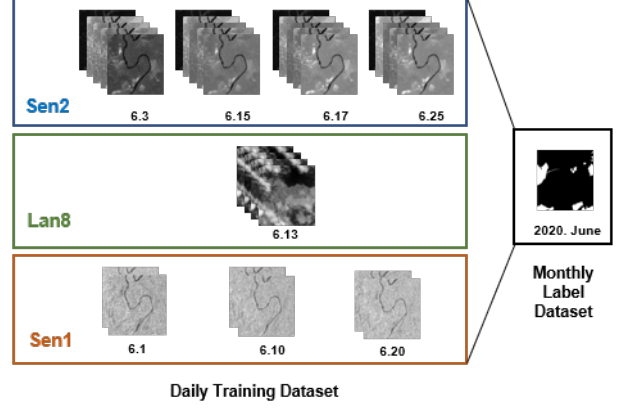 Sen2
6.3
6.15
6.17
6.25
Lan8
6.13
2020. June
Monthly
Label
Dataset
Sen1
6.1
6.10
6.20
Daily Training Dataset